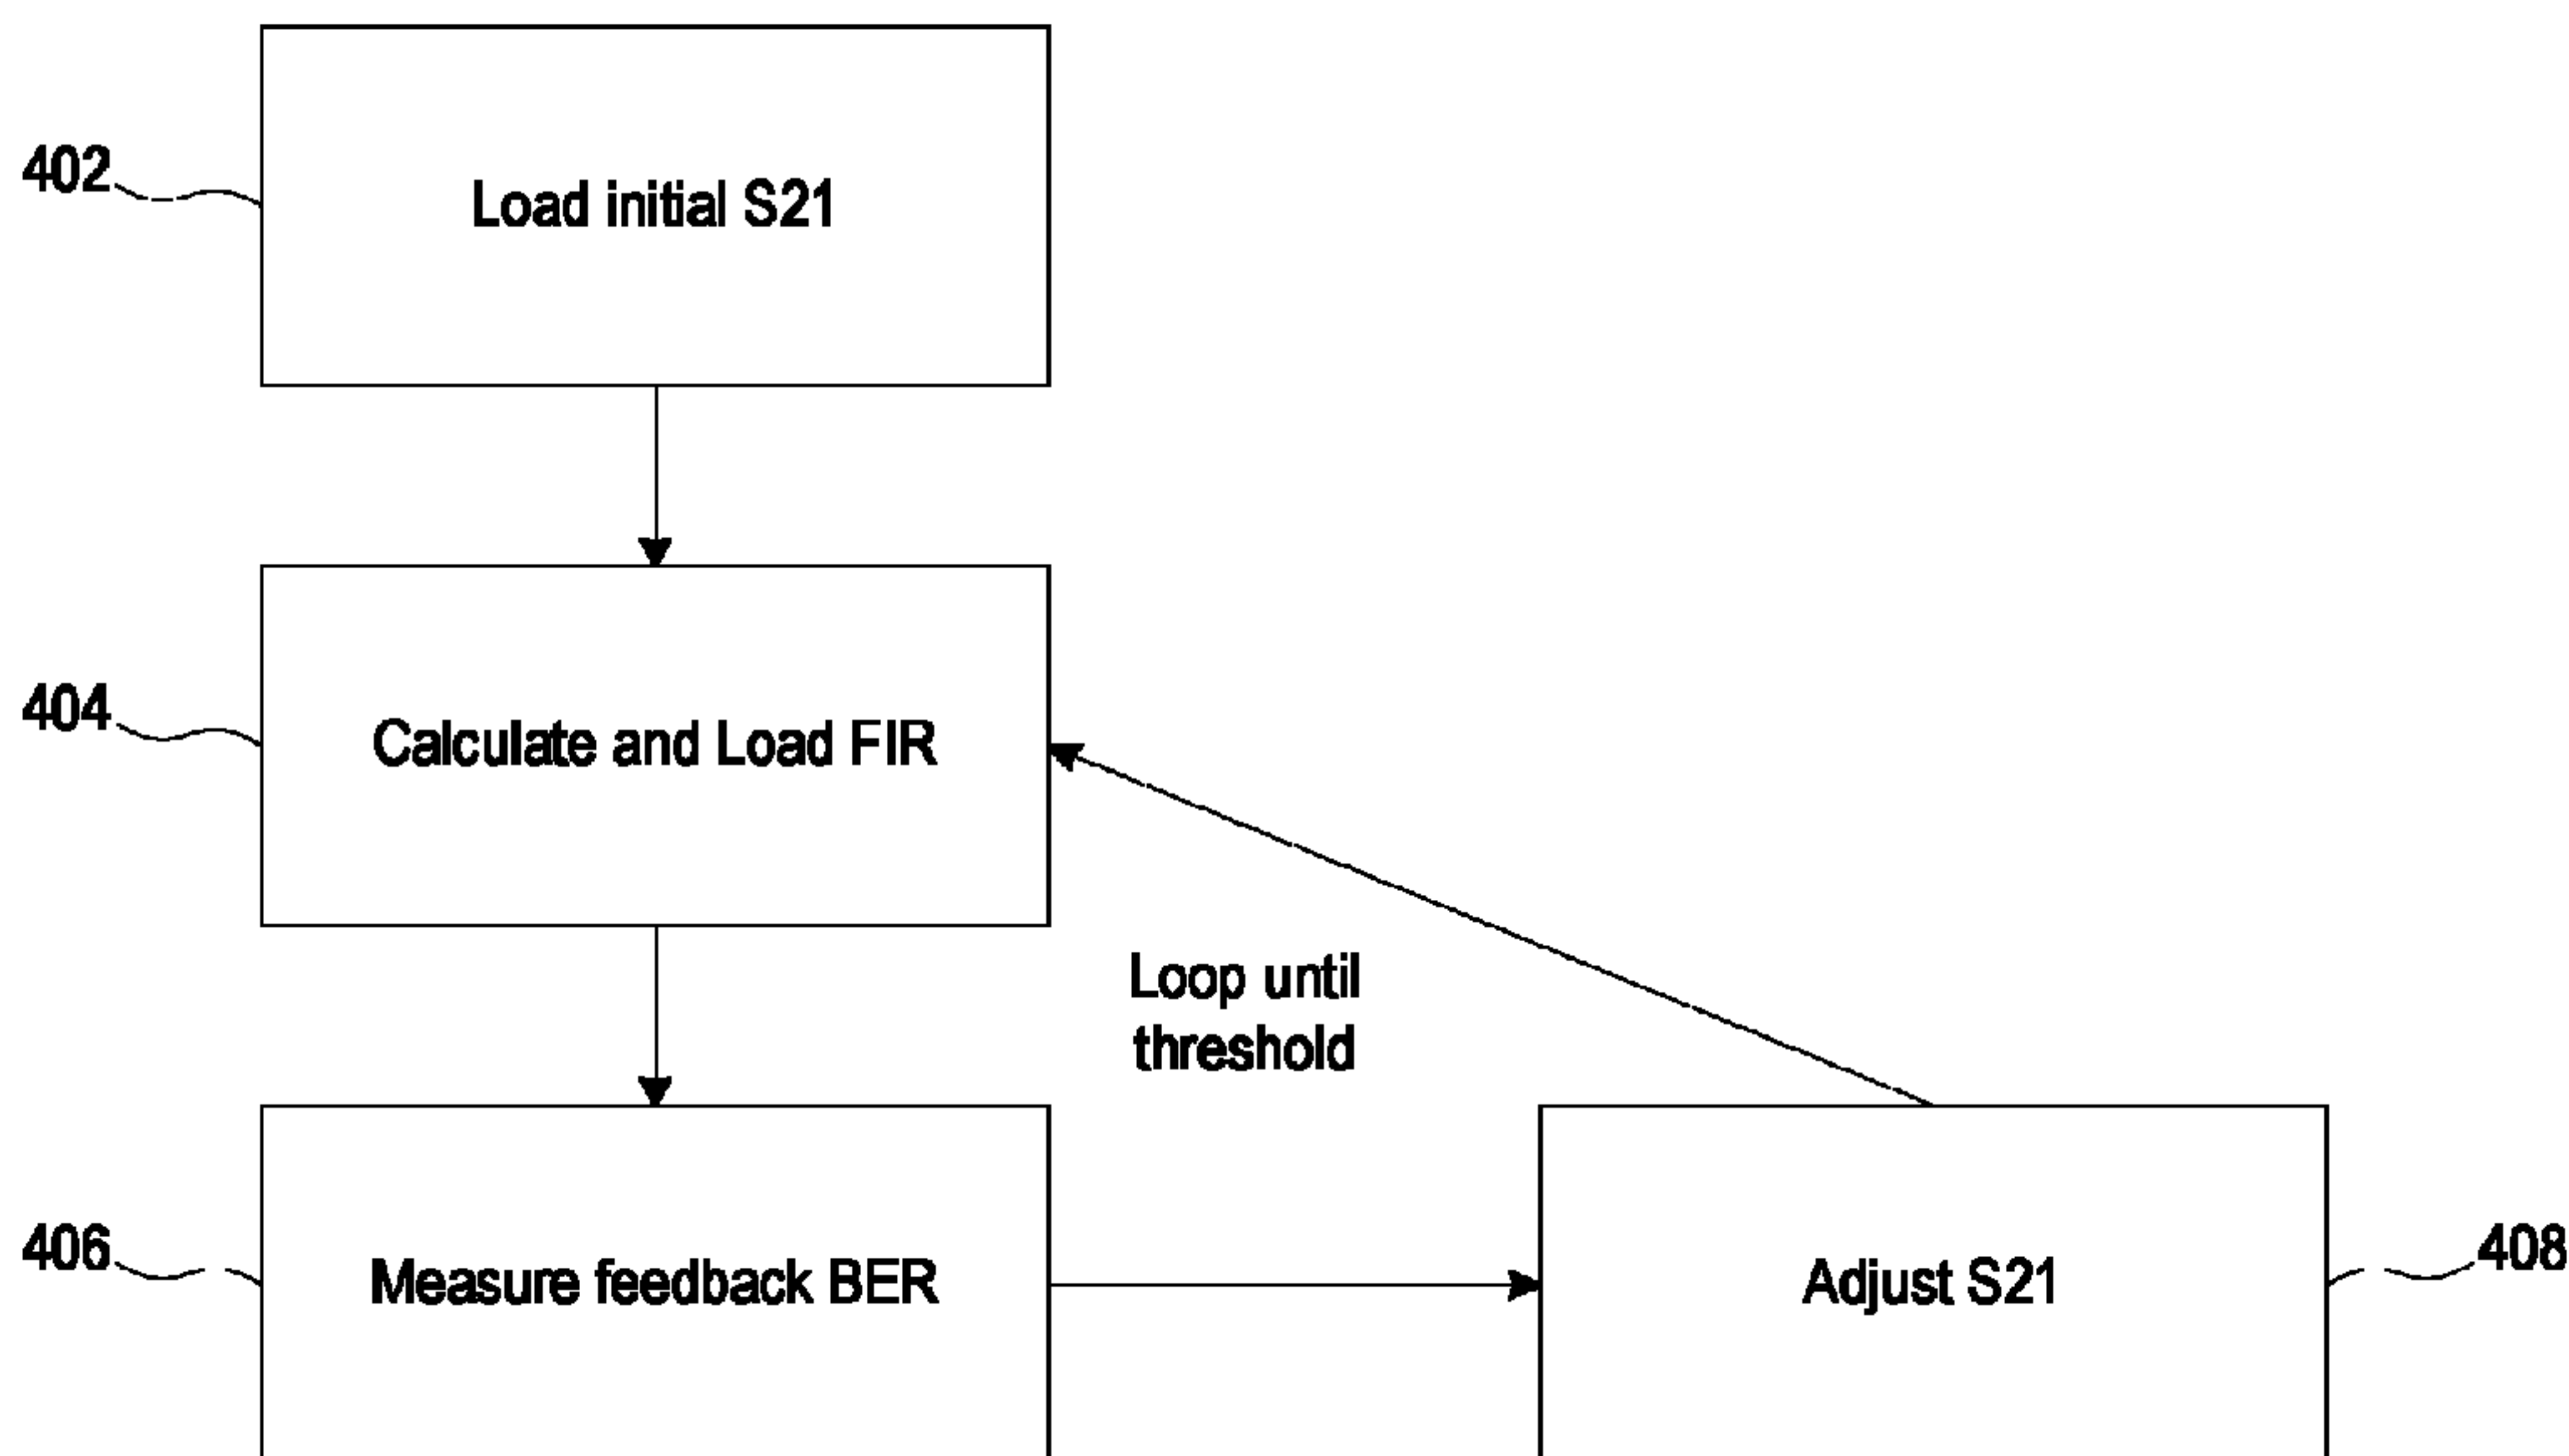 402
Load initial S21
404
Calculate and Load FIR
Loop until
threshold
406
Measure feedback BER
Adjust S21
408